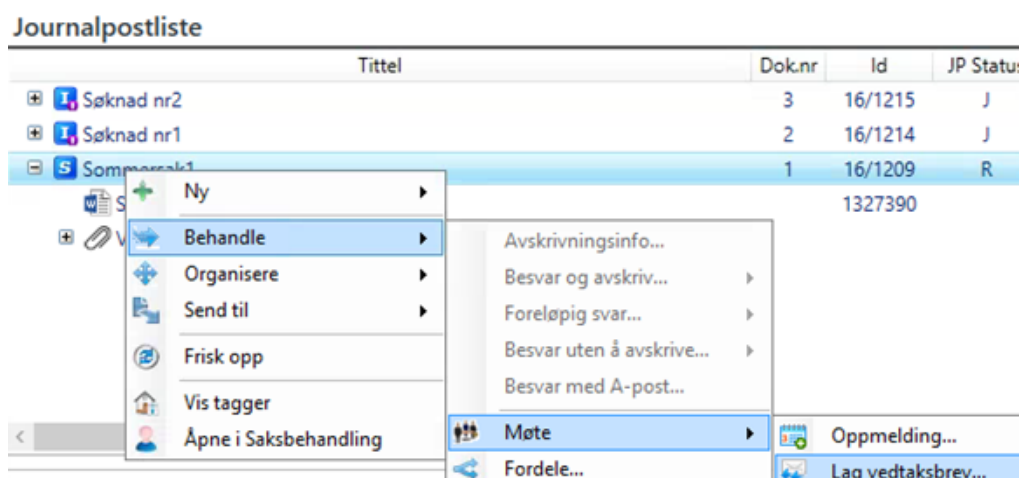 Journalpostliste
Tittel Dok.nr Id JP Status
Søknad nr2 3 16/1215 J
Søknad nr1 2 16/1214 J
Sommersak1 1 16/1209 R
S 1327390
V
Ny
Behandle
Organisere
Send til
Frisk opp
Vis tagger
Åpne i Saksbehandling
Avskrivningsinfo...
Besvar og avskriv...
Foreløpig svar...
Besvar uten å avskrive...
Besvar med A-post...
Møte
Fordele...
Oppmelding...
Lag vedtaksbrev...